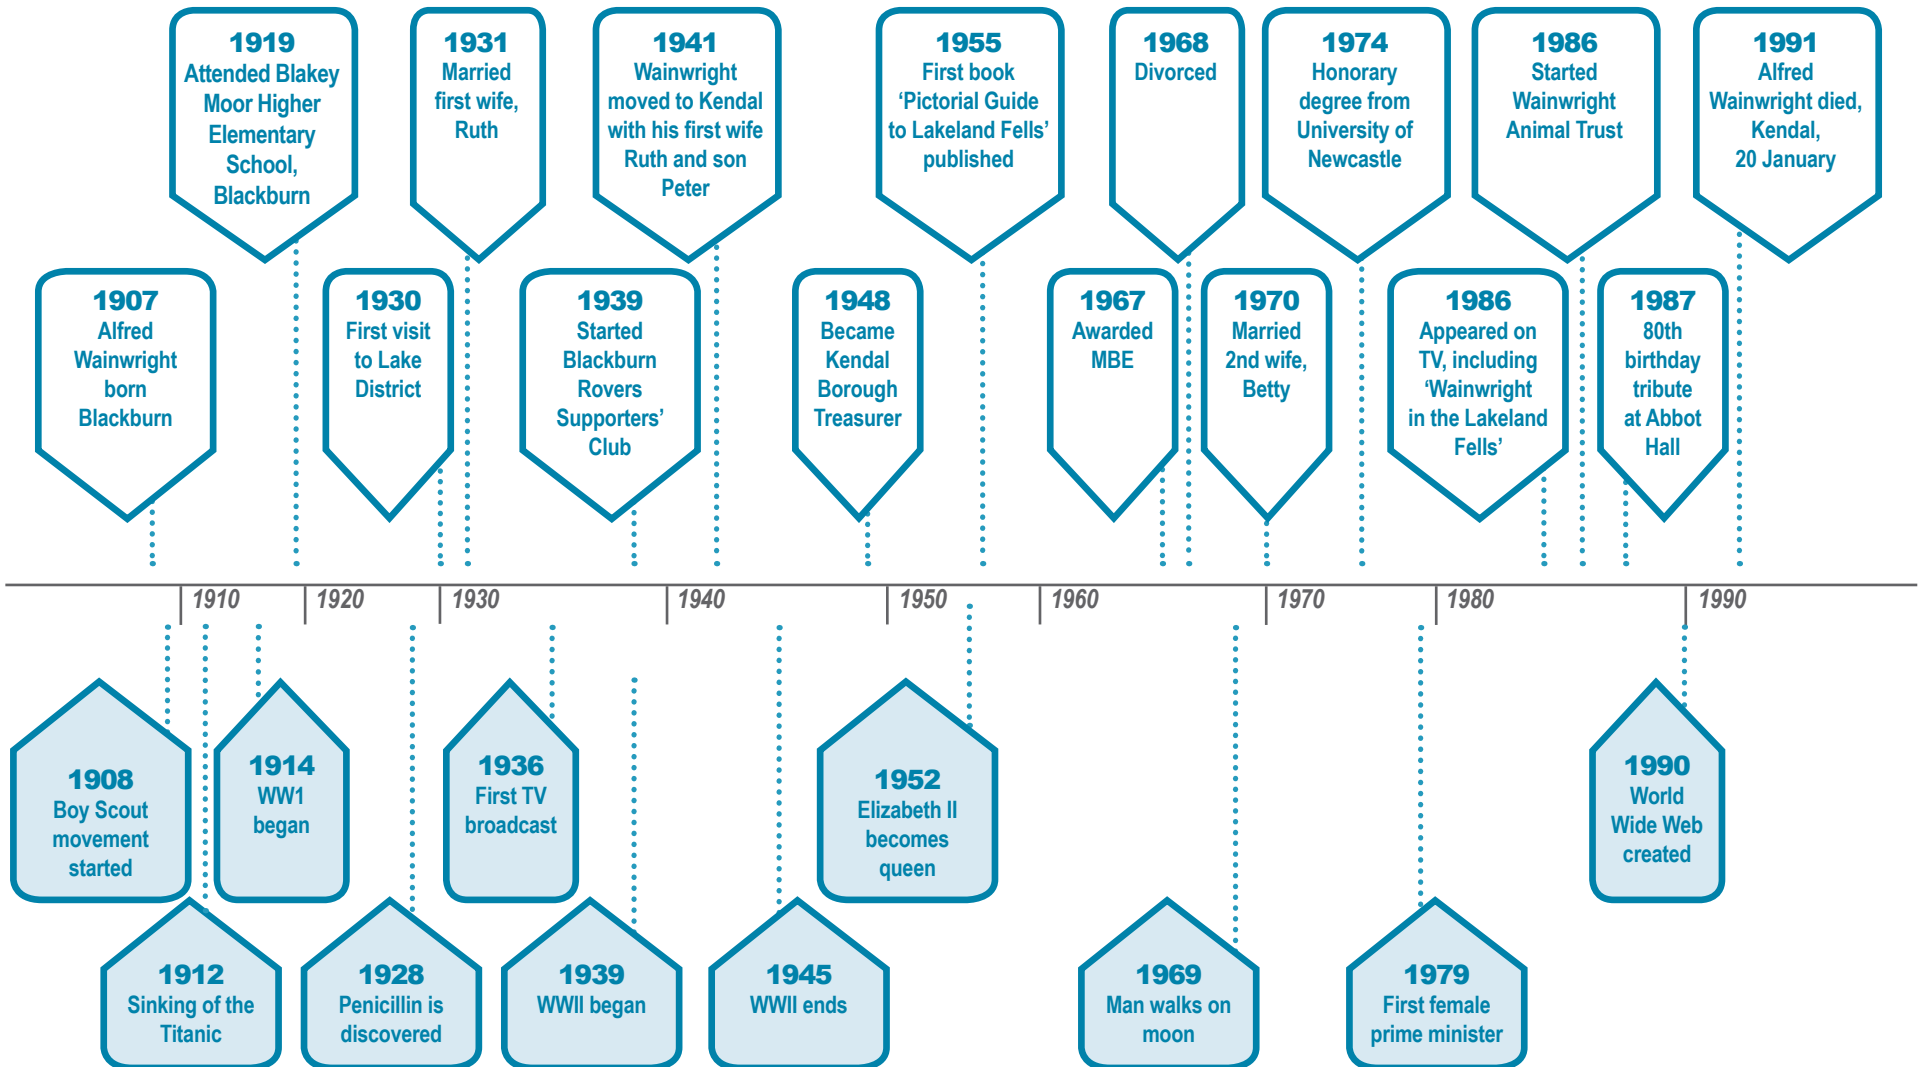 1919
Attended Blakey
Moor Higher
Elementary
School,
Blackburn
1931
Married
first wife,
Ruth
1941
Wainwright
moved to Kendal
with his first wife
Ruth and son
Peter
1955
First book
‘Pictorial Guide
to Lakeland Fells’
published
1968
Divorced
1974
Honorary
degree from
University of
Newcastle
1986
Started
Wainwright
Animal Trust
1991
Alfred
Wainwright died,
Kendal,
20 January
1907
Alfred
Wainwright
born
Blackburn
1930
First visit
to Lake
District
1939
Started
Blackburn
Rovers
Supporters’
Club
1948
Became
Kendal
Borough
Treasurer
1967
Awarded
MBE
1970
Married
2nd wife,
Betty
1986
Appeared on
TV, including
‘Wainwright
in the Lakeland
Fells’
1987
80th
birthday
tribute
at Abbot
Hall
1910
1920
1930
1940
1950
1960
1970
1980
1990
1908
Boy Scout
movement
started
1914
WW1
began
1936
First TV
broadcast
1952
Elizabeth II
becomes
queen
1990
World
Wide Web
created
1912
Sinking of the
Titanic
1928
Penicillin is
discovered
1939
WWII began
1945
WWII ends
1969
Man walks on
moon
1979
First female
prime minister